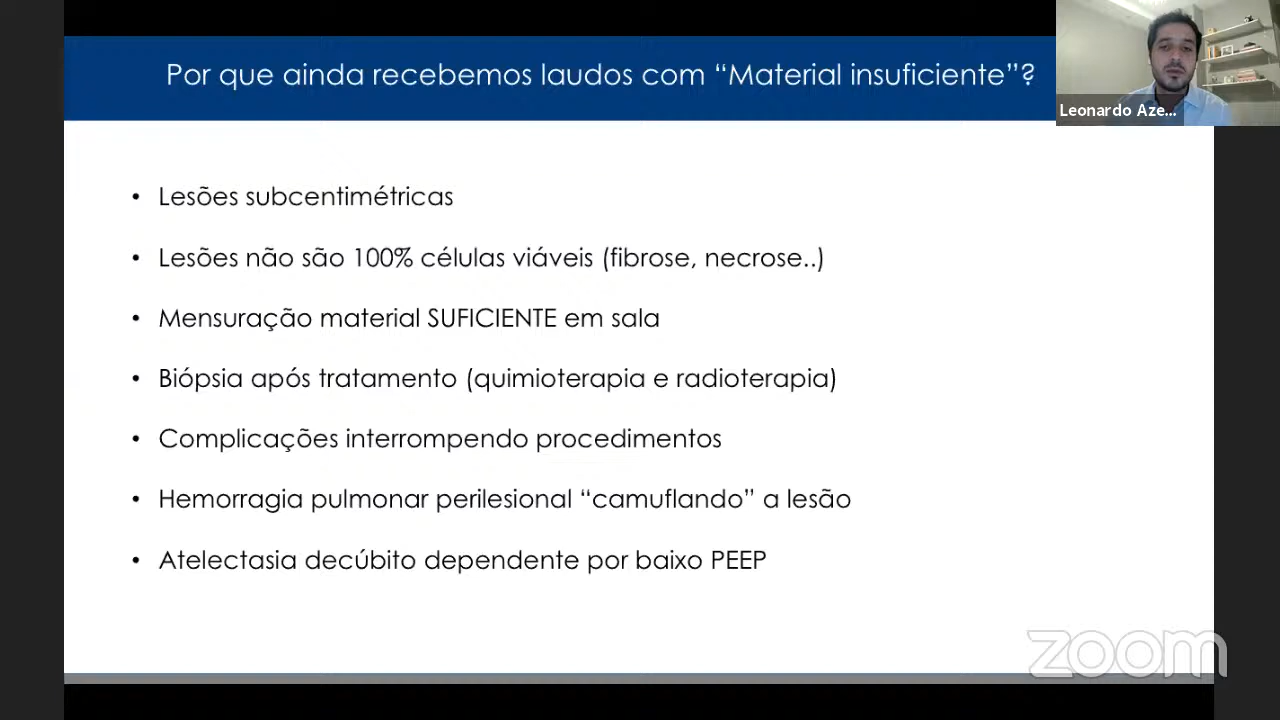 Por que ainda recebemos laudos com “Material insuficiente”?
Leonardo Aze...
• Lesões subcentimétricas
• Lesões não são 100% células viáveis (fibrose, necrose..)
• Mensuração material SUFICIENTE em sala
• Biópsia após tratamento (quimioterapia e radioterapia)
• Complicações interrompendo procedimentos
• Hemorragia pulmonar perilesional “camuflando” a lesão
• Atelectasia decúbito dependente por baixo PEEP
zoom